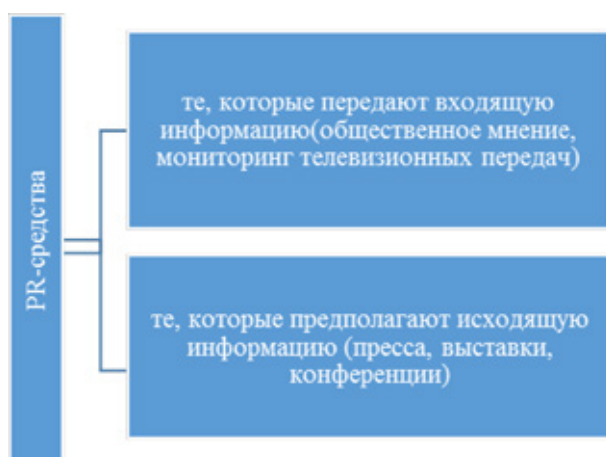 PR-средства
те, которые передают входящую
информацию(общественное мнение,
мониторинг телевизионных передач)
те, которые предполагают исходящую
информацию (пресса, выставки,
конференции)